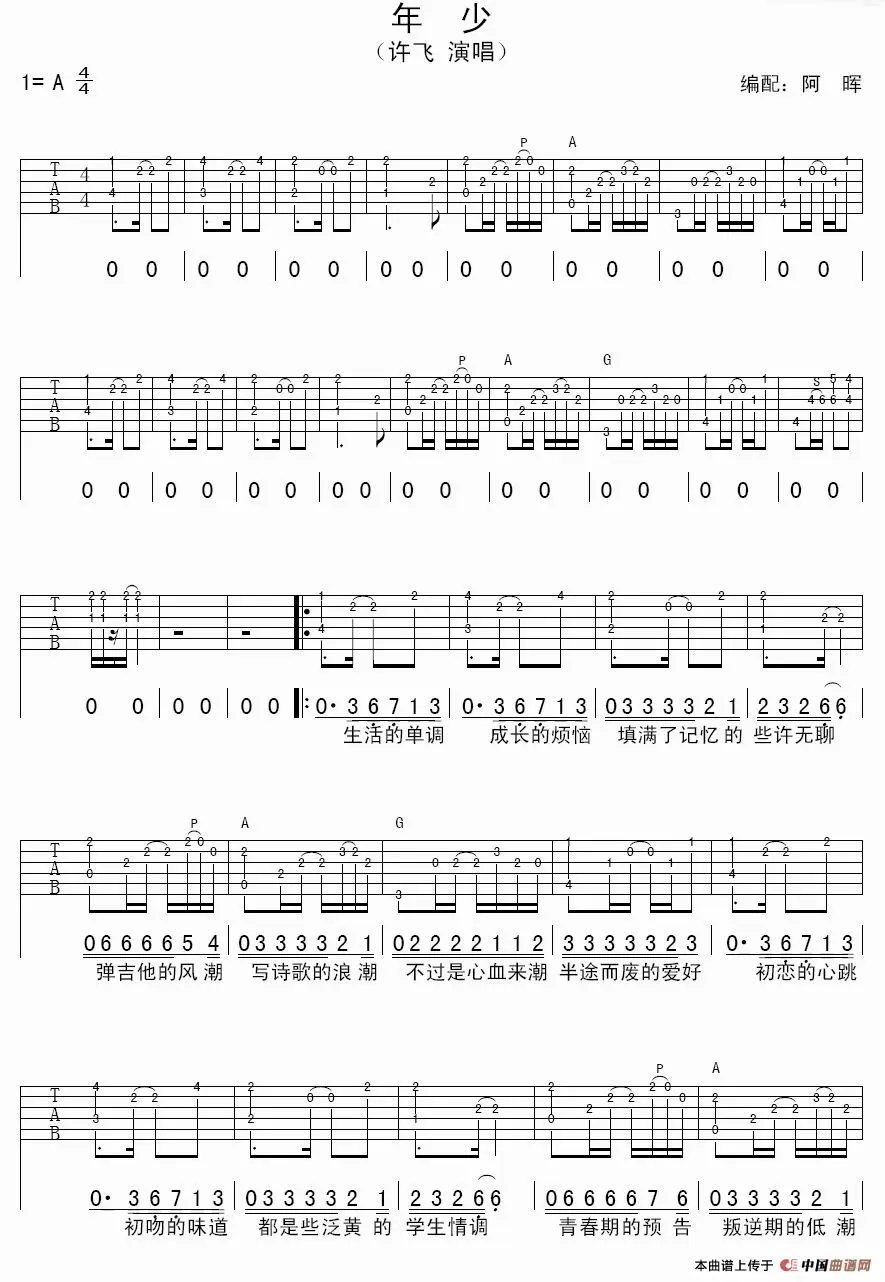 年 少
(许飞 演唱)
1= A 4/4
编配: 阿 晖
P A
0 0 0 0 0 0 0 0 0 0 0 0 0 0 0 0
P A G
0 0 0 0 0 0 0 0 0 0 0 0 0 0 0 0 0 0
0 0 0 0 0 0 0· 3 6 7 1 3 0· 3 6 7 1 3 0 3 3 3 3 2 1 2 3 2 6 6
生活的单调 成长的烦恼 填满了记忆的 些许无聊
P A G
0 6 6 6 6 5 4 0 3 3 3 3 2 1 0 2 2 2 2 1 1 2 3 3 3 3 3 2 3 0· 3 6 7 1 3
弹吉他的风潮 写诗歌的浪潮 不过是心血来潮 半途而废的爱好 初恋的心跳
P A
0· 3 6 7 1 3 0 3 3 3 3 2 1 2 3 2 6 6 0 6 6 6 6 7 6 0 3 3 3 3 2 1
初吻的味道 都是些泛黄的 学生情调 青春期的预告 叛逆期的低潮
本曲谱上传于 中国曲谱网